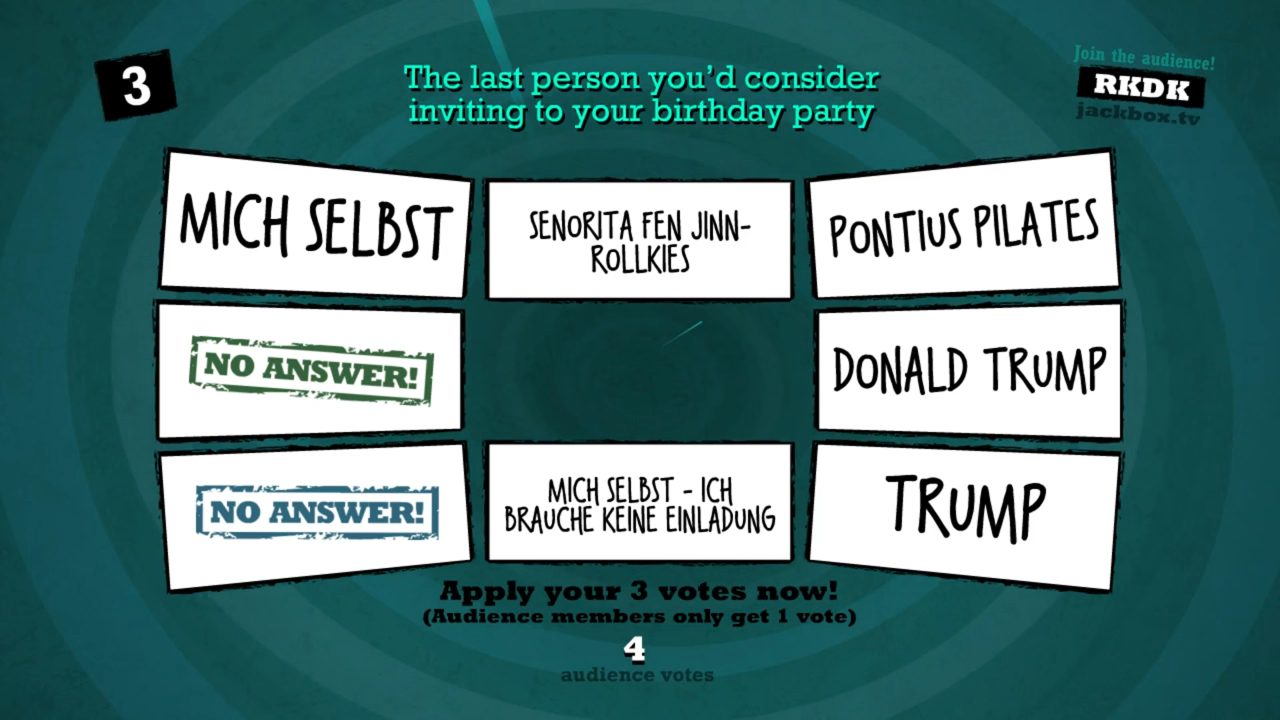 3
The last person you'd consider
inviting to your birthday party
Join the audience!
RKDK
jackbox.tv
MICH SELBST
SENORITA FEN JINN-
ROLLKIES
PONTIUS PILATES
NO ANSWER!
DONALD TRUMP
NO ANSWER!
MICH SELBST - ICH
BRAUCHE KEINE EINLADUNG
TRUMP
Apply your 3 votes now!
(Audience members only get 1 vote)
4
audience votes